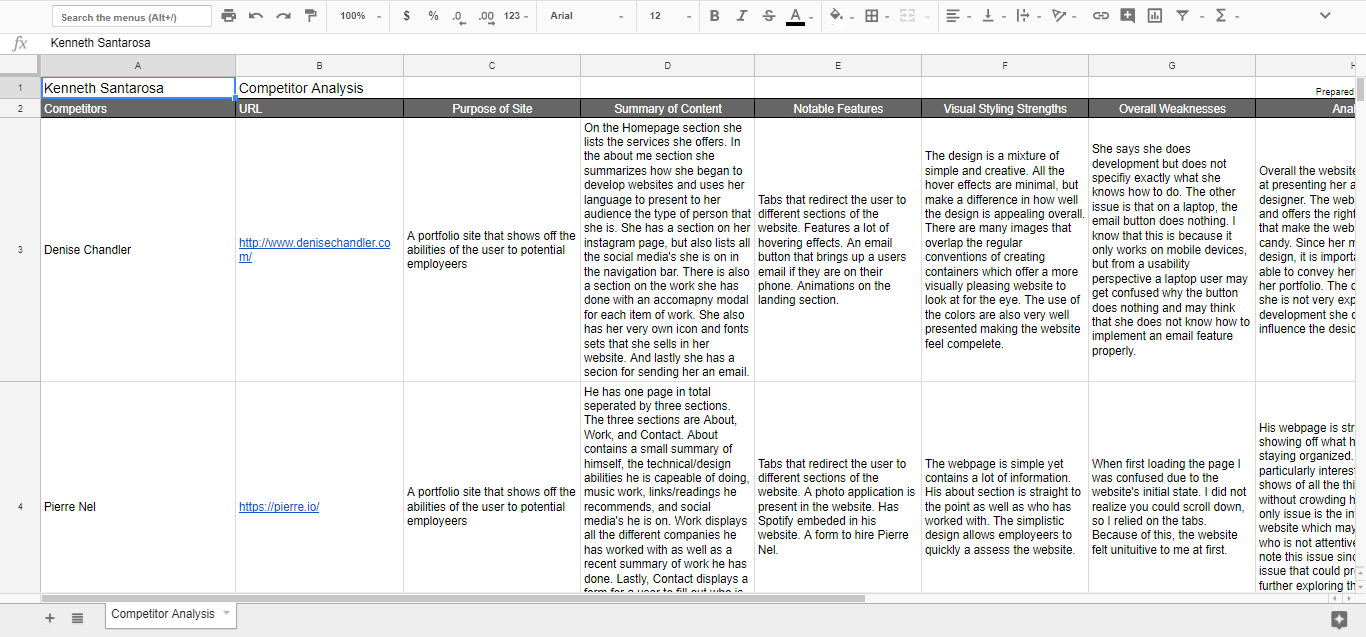 Search the menus (Alt+/)
100%
$
%
.0
.00
123
Arial
12
B
I
S
A
fx
Kenneth Santarosa
A
B
C
D
E
F
G
H
1
Kenneth Santarosa
Competitor Analysis
Prepared
2
Competitors
URL
Purpose of Site
Summary of Content
Notable Features
Visual Styling Strengths
Overall Weaknesses
3
Denise Chandler
http://www.denisechandler.co
m/
A portfolio site that shows off the
abilities of the user to potential
employeers
On the Homepage section she
lists the services she offers. In
the about me section she
summarizes how she began to
develop websites and uses her
language to present to her
audience the type of person that
she is. She has a section on her
instagram page, but also lists all
the social media's she is on in
the navigation bar. There is also
a section on the work she has
done with an accomapny modal
for each item of work. She also
has her very own icon and fonts
sets that she sells in her
website. And lastly she has a
secion for sending her an email.
Tabs that redirect the user to
different sections of the
website. Features a lot of
hovering effects. An email
button that brings up a users
email if they are on their
phone. Animations on the
landing section.
The design is a mixture of
simple and creative. All the
hover effects are minimal, but
make a difference in how well
the design is appealing overall.
There are many images that
overlap the regular
conventions of creating
containers which offer a more
visually pleasing website to
look at for the eye. The use of
the colors are also very well
presented making the website
feel compelete.
She says she does
development but does not
specifiy exactly what she
knows how to do. The other
issue is that on a laptop, the
email button does nothing. I
know that this is because it
only works on mobile devices,
but from a usability
perspective a laptop user may
get confused why the button
does nothing and may think
that she does not know how to
implement an email feature
properly.
Overall the website
at presenting her a
designer. The web
and offers the right
that make the web
candy. Since her m
design, it is importa
able to convey her
her portfolio. The
she is not very exp
development she
influence the desig
4
Pierre Nel
https://pierre.io/
A portfolio site that shows off the
abilities of the user to potential
employeers
He has one page in total
seperated by three sections.
The three sections are About,
Work, and Contact. About
contains a small summary of
himself, the technical/design
abilities he is capeable of doing,
music work, links/readings he
recommends, and social
media's he is on. Work displays
all the different companies he
has worked with as well as a
recent summary of work he has
done. Lastly, Contact displays a
form for a user to fill out who is
Tabs that redirect the user to
different sections of the
website. A photo application is
present in the website. Has
Spotify embeded in his
website. A form to hire Pierre
Nel.
The webpage is simple yet
contains a lot of information.
His about section is straight to
the point as well as who has
worked with. The simplistic
design allows employeers to
quickly a assess the website.
When first loading the page I
was confused due to the
website's initial state. I did not
realize you could scroll down,
so I relied on the tabs.
Because of this, the website
felt unituitive to me at first.
His webpage is str
showing off what h
staying organized.
particularly interest
shows of all the thi
without crowding h
only issue is the in
website which may
who is not attentive
note this issue sinc
issue that could pr
further exploring th
Competitor Analysis